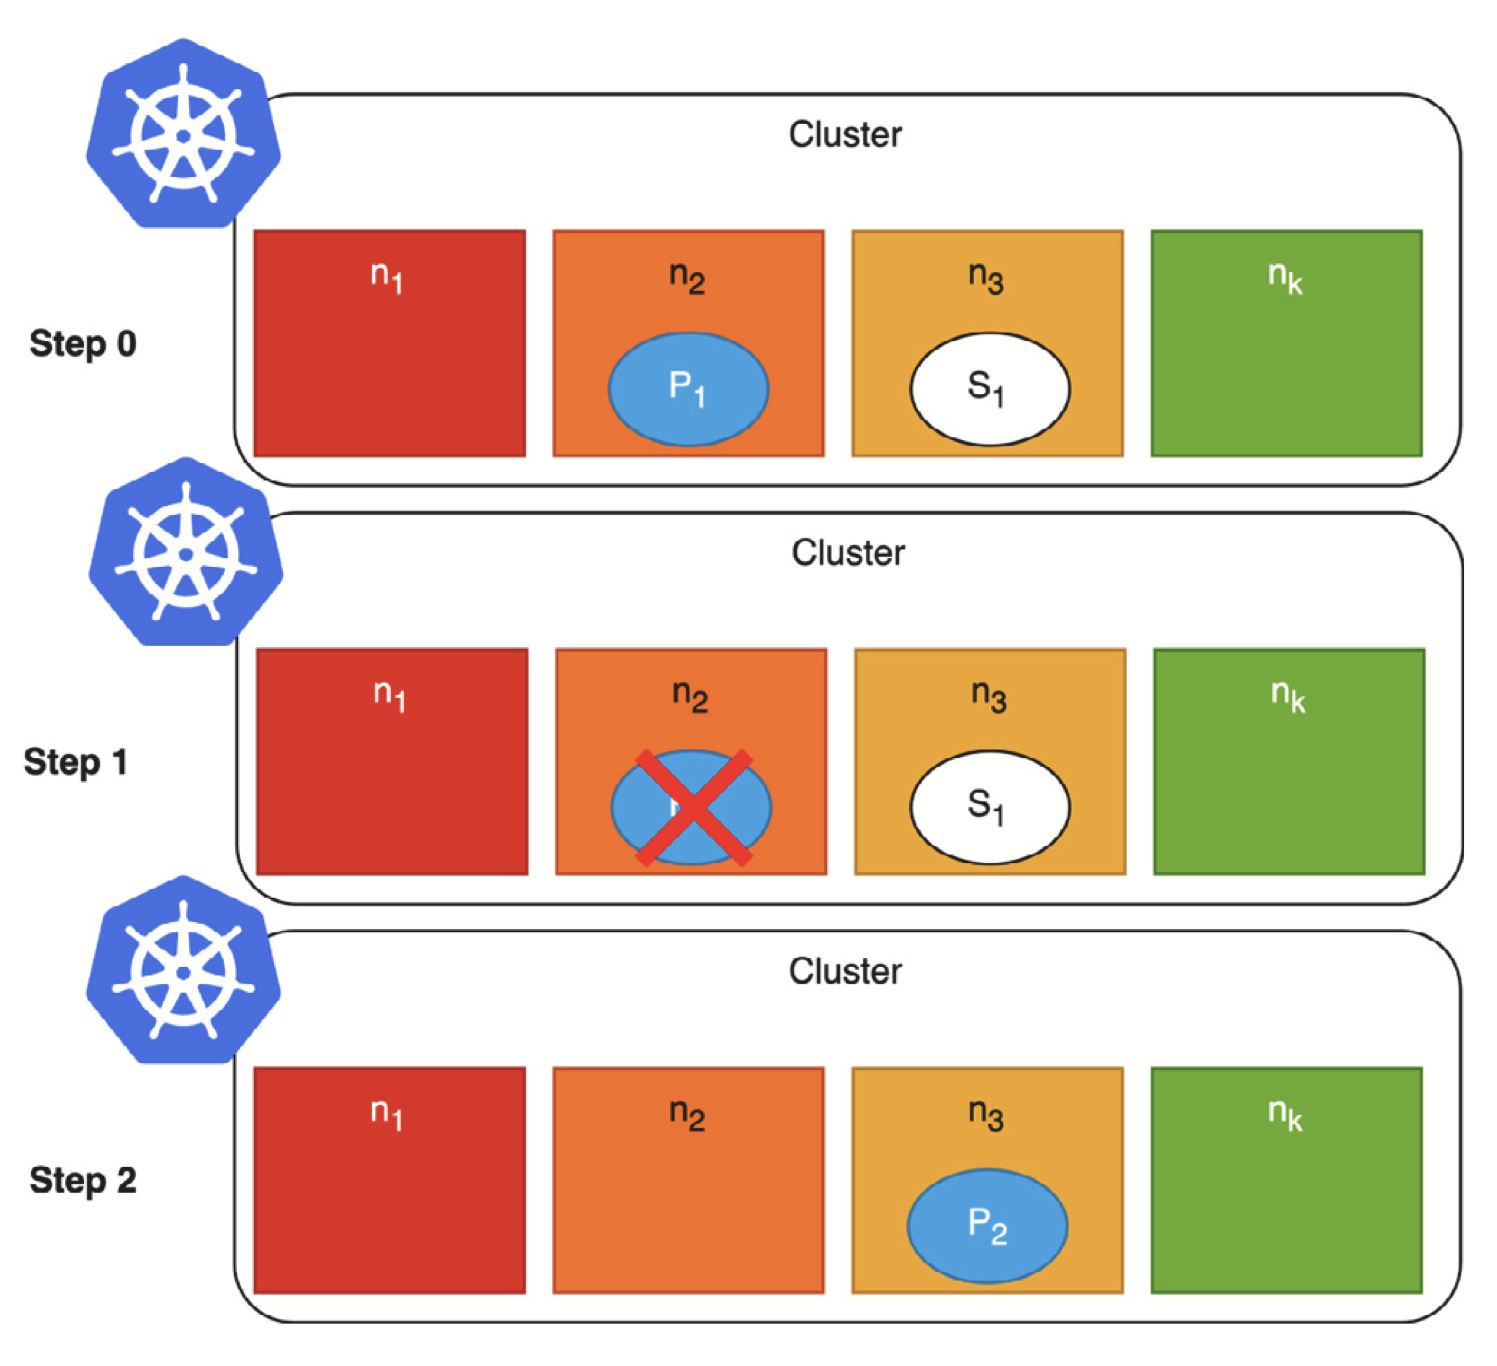 Cluster
n₁ n₂ n₃ nₖ
Step 0
P₁ S₁
Cluster
n₁ n₂ n₃ nₖ
Step 1
S₁
Cluster
n₁ n₂ n₃ nₖ
Step 2
P₂